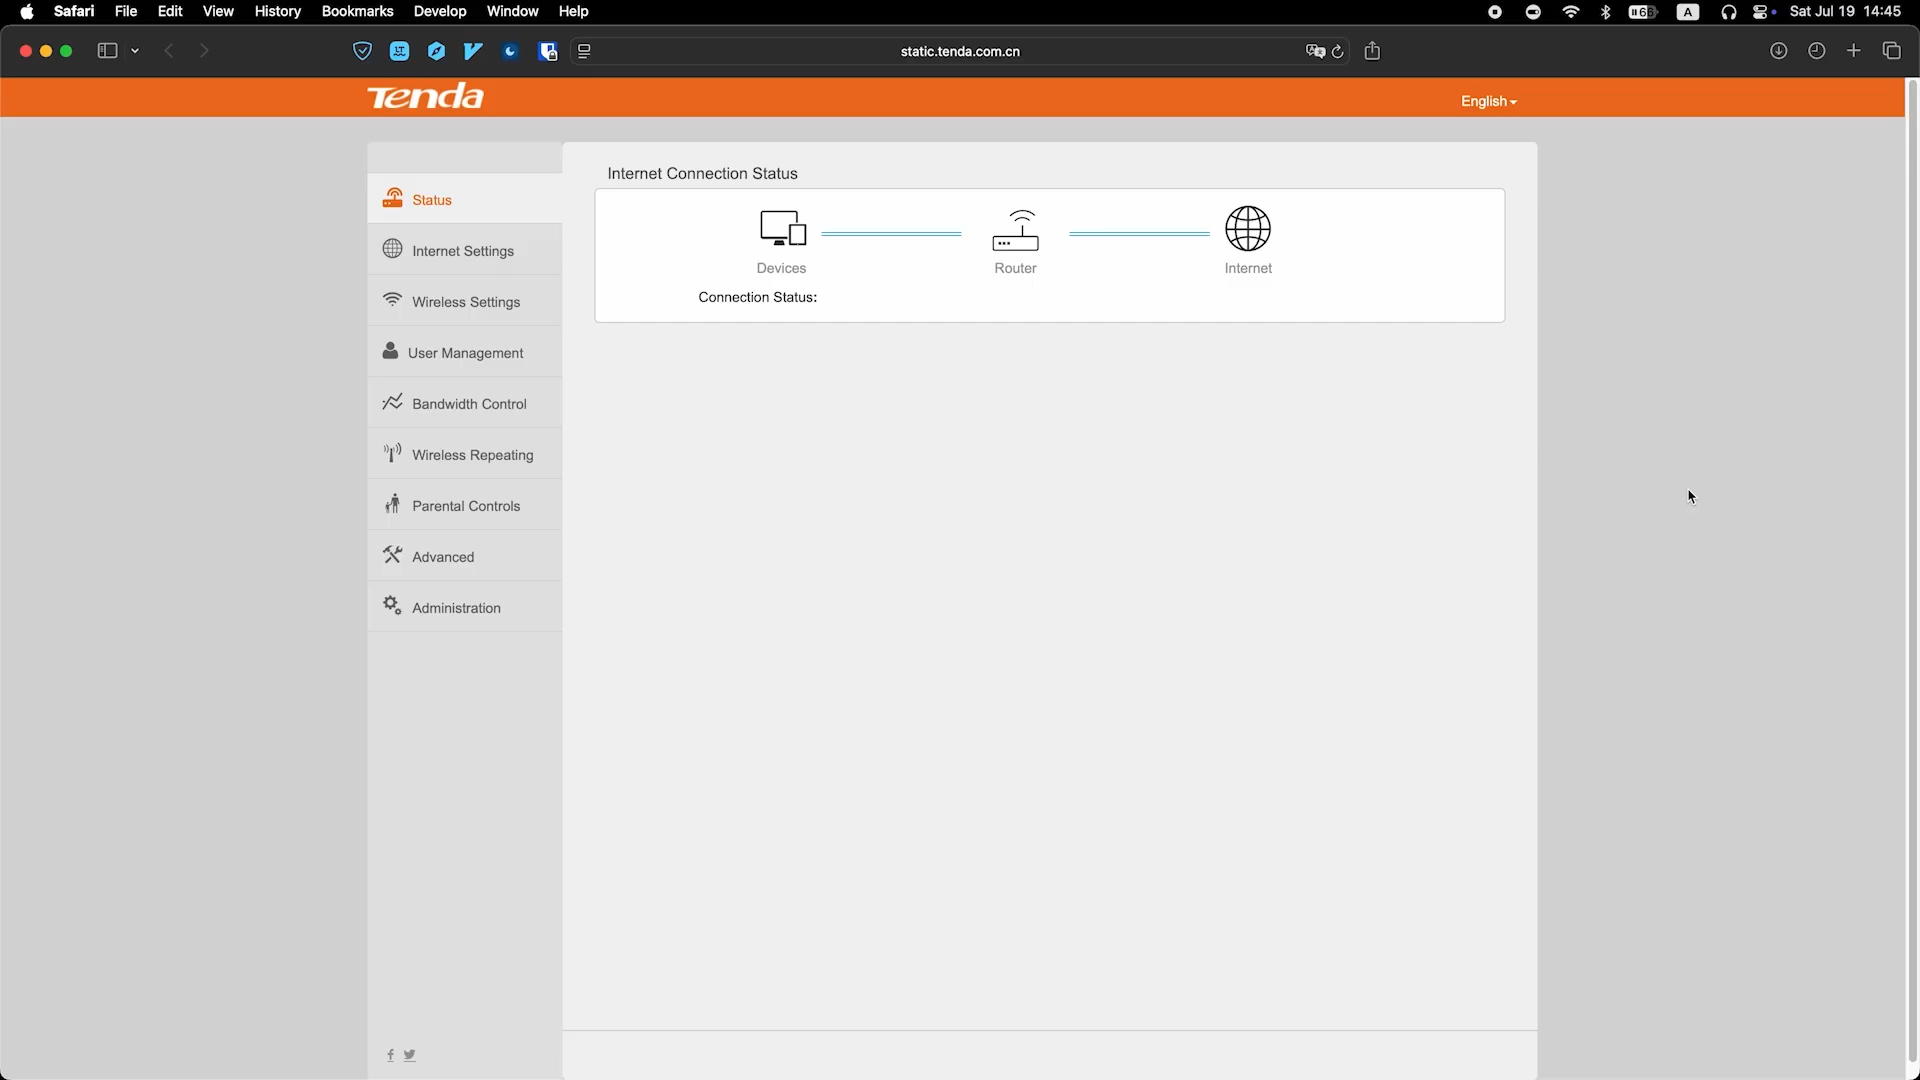 Safari File Edit View History Bookmarks Develop Window Help A Sat Jul 19 14:45
static.tenda.com.cn
Tenda
English
Internet Connection Status
Status
Internet Settings
Wireless Settings
User Management
Bandwidth Control
Wireless Repeating
Parental Controls
Advanced
Administration
Devices
Router
Internet
Connection Status: